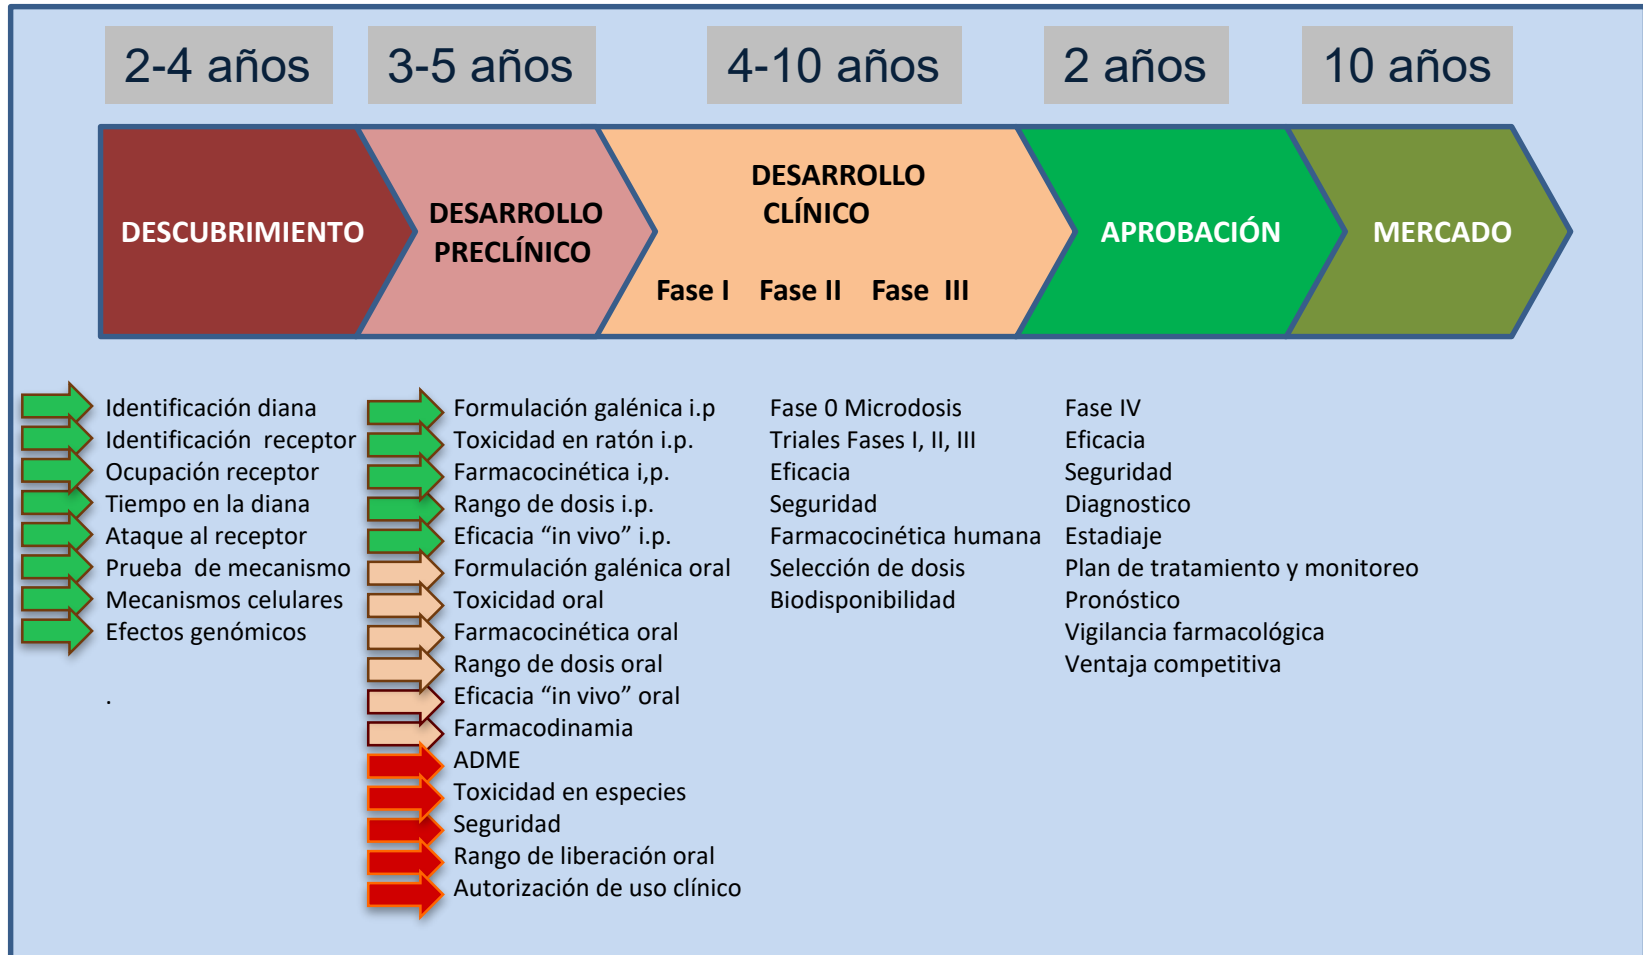 2-4 años
3-5 años
4-10 años
2 años
10 años
DESCUBRIMIENTO
DESARROLLO
PRECLÍNICO
DESARROLLO
CLÍNICO
Fase I Fase II Fase III
APROBACIÓN
MERCADO
Identificación diana
Identificación receptor
Ocupación receptor
Tiempo en la diana
Ataque al receptor
Prueba de mecanismo
Mecanismos celulares
Efectos genómicos
.
Formulación galénica i.p
Toxicidad en ratón i.p.
Farmacocinética i,p.
Rango de dosis i.p.
Eficacia “in vivo” i.p.
Formulación galénica oral
Toxicidad oral
Farmacocinética oral
Rango de dosis oral
Eficacia “in vivo” oral
Farmacodinamia
ADME
Toxicidad en especies
Seguridad
Rango de liberación oral
Autorización de uso clínico
Fase 0 Microdosis
Triales Fases I, II, III
Eficacia
Seguridad
Farmacocinética humana
Selección de dosis
Biodisponibilidad
Fase IV
Eficacia
Seguridad
Diagnostico
Estadiaje
Plan de tratamiento y monitoreo
Pronóstico
Vigilancia farmacológica
Ventaja competitiva